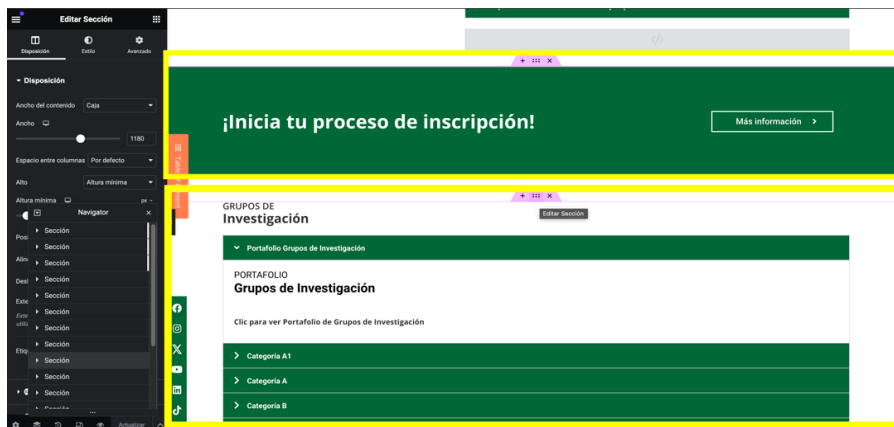 Editar Sección
Disposición
Estilo
Avanzado
Disposición
Ancho del contenido
Caja
Ancho
1180
Espacio entre columnas
Por defecto
Alto
Altura mínima
Altura mínima
px
Navigator
Sección
Sección
Sección
Sección
Sección
Sección
Sección
Sección
Sección
Sección
Sección
Actualizar
</>
+
×
¡Inicia tu proceso de inscripción!
Más información
+
×
Editar Sección
GRUPOS DE
Investigación
Portafolio Grupos de Investigación
PORTAFOLIO
Grupos de Investigación
Clic para ver Portafolio de Grupos de Investigación
Categoría A1
Categoría A
Categoría B